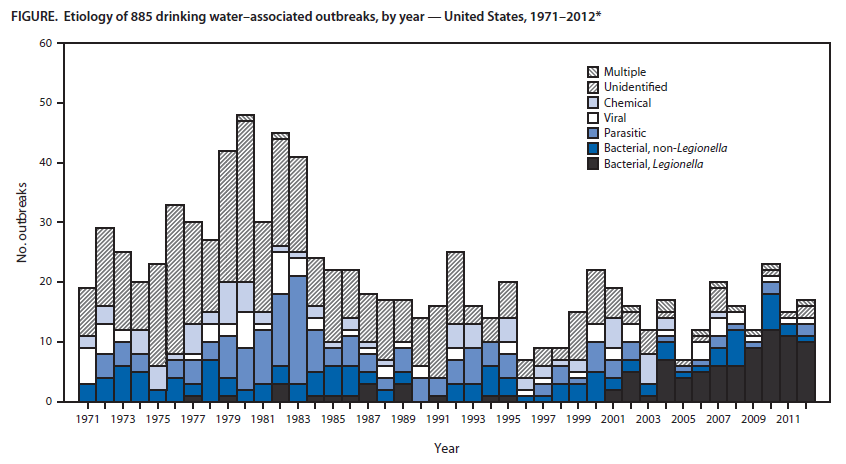 FIGURE. Etiology of 885 drinking water–associated outbreaks, by year — United States, 1971–2012*
60
50
40
30
20
10
0
No. outbreaks
Multiple
Unidentified
Chemical
Viral
Parasitic
Bacterial, non-Legionella
Bacterial, Legionella
1971 1973 1975 1977 1979 1981 1983 1985 1987 1989 1991 1993 1995 1997 1999 2001 2003 2005 2007 2009 2011
Year